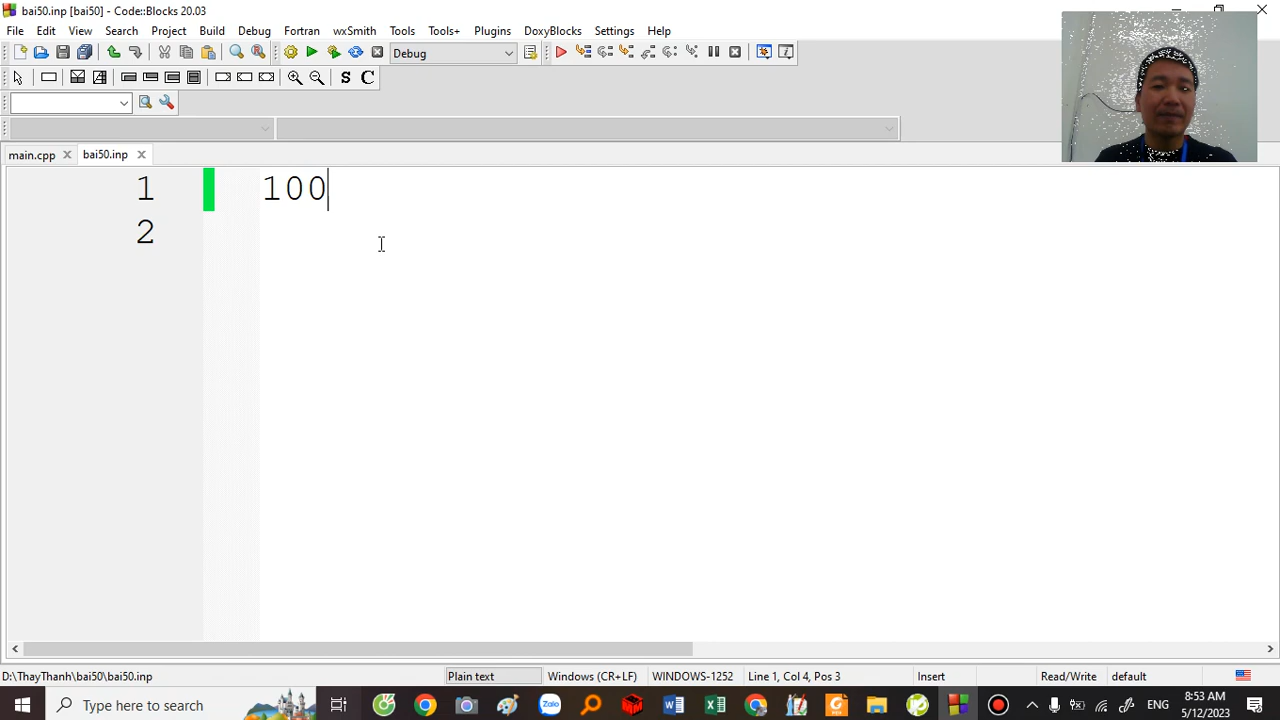 bai50.inp [bai50] - Code::Blocks 20.03
File Edit View Search Project Build Debug Fortran wxSmith Tools Tools+ Plugins DoxyBlocks Settings Help
Debug
S C
main.cpp bai50.inp
1 100
2
D:\ThayThanh\bai50\bai50.inp Plain text Windows (CR+LF) WINDOWS-1252 Line 1, Col 4, Pos 3 Insert Read/Write default
Type here to search
Zalo
ENG
8:53 AM
5/12/2023